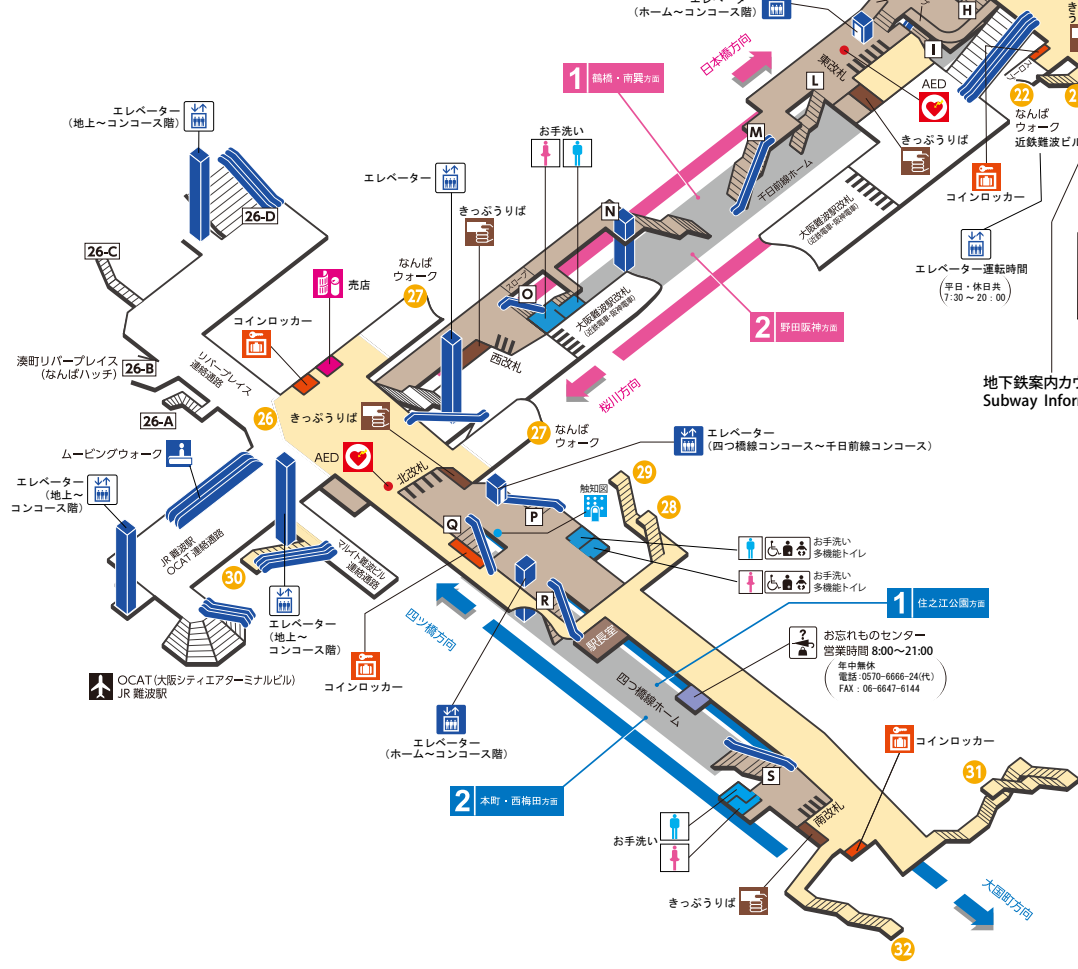 エレベーター
(ホーム～コンコース階)
H
I
日本橋方向
東改札
1 鶴橋・南巽方面
L
AED
きっぷうりば
22
なんば
ウォーク
近鉄難波ビル
エレベーター
(地上～コンコース階)
お手洗い
M
千日前線ホーム
コインロッカー
大阪難波駅改札
(近鉄電車・阪神電車)
エレベーター
26-D
きっぷうりば
N
26-C
なんば
ウォーク
27
スロープ
O
大阪難波駅改札
(近鉄電車・阪神電車)
エレベーター運転時間
(平日・休日共
7:30～20:00)
売店
コインロッカー
2 野田阪神方面
西改札
湊町リバープレイス
(なんばハッチ)
26-B
リバープレイス
連絡通路
桜川方向
地下鉄案内カウ
Subway Inform
26-A
26
きっぷうりば
27
なんば
ウォーク
エレベーター
(四つ橋線コンコース～千日前線コンコース)
ムービングウォーク
AED
北改札
29
触知図
28
エレベーター
(地上～
コンコース階)
P
Q
お手洗い
多機能トイレ
JR 難波駅
OCAT 連絡通路
マルイト難波ビル
連絡通路
30
お手洗い
多機能トイレ
R
四ツ橋方向
1 住之江公園方面
エレベーター
(地上～
コンコース階)
駅長室
お忘れものセンター
営業時間 8:00～21:00
(年中無休
電話:0570-6666-24(代)
FAX : 06-6647-6144)
OCAT(大阪シティエアターミナルビル)
JR 難波駅
コインロッカー
四つ橋線ホーム
エレベーター
(ホーム～コンコース階)
コインロッカー
2 本町・西梅田方面
S
31
南改札
お手洗い
きっぷうりば
大国町方向
32